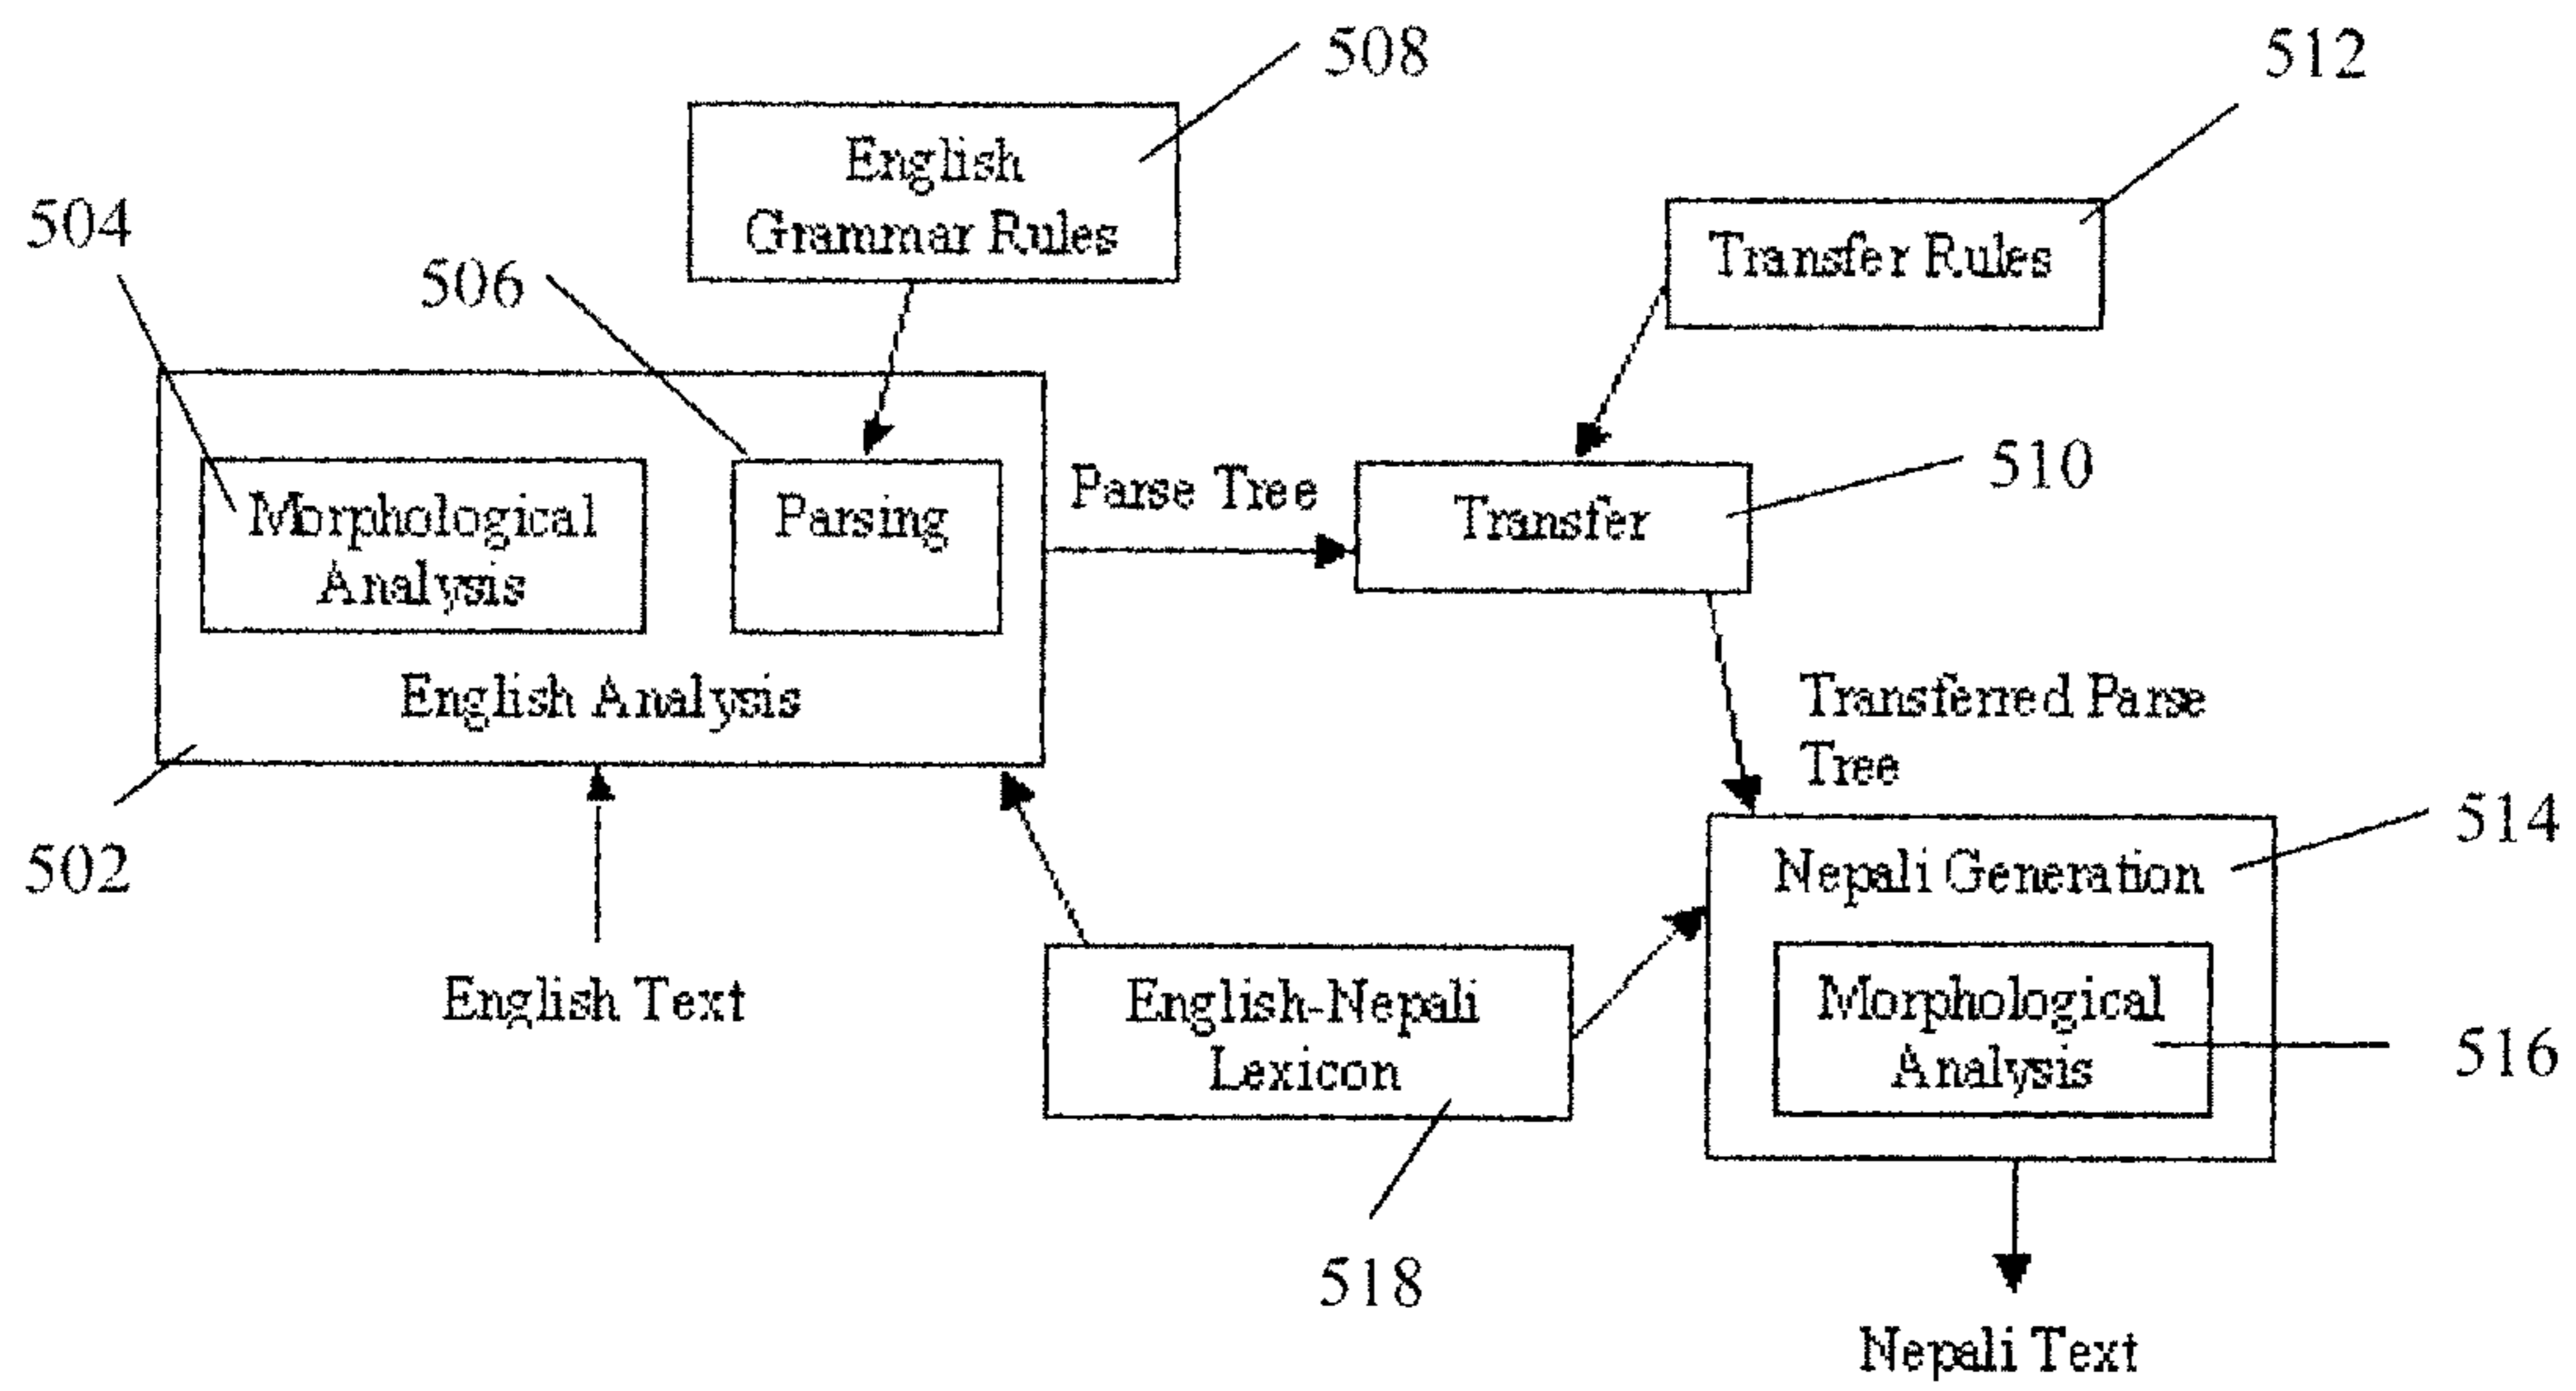 508
512
English
Grammar Rules
504
Transfer Rules
506
510
Parse Tree
Morphological
Analysis
Parsing
Transfer
English Analysis
Transferred Parse
Tree
502
514
Nepali Generation
English Text
English-Nepali
Lexicon
Morphological
Analysis
516
518
Nepali Text